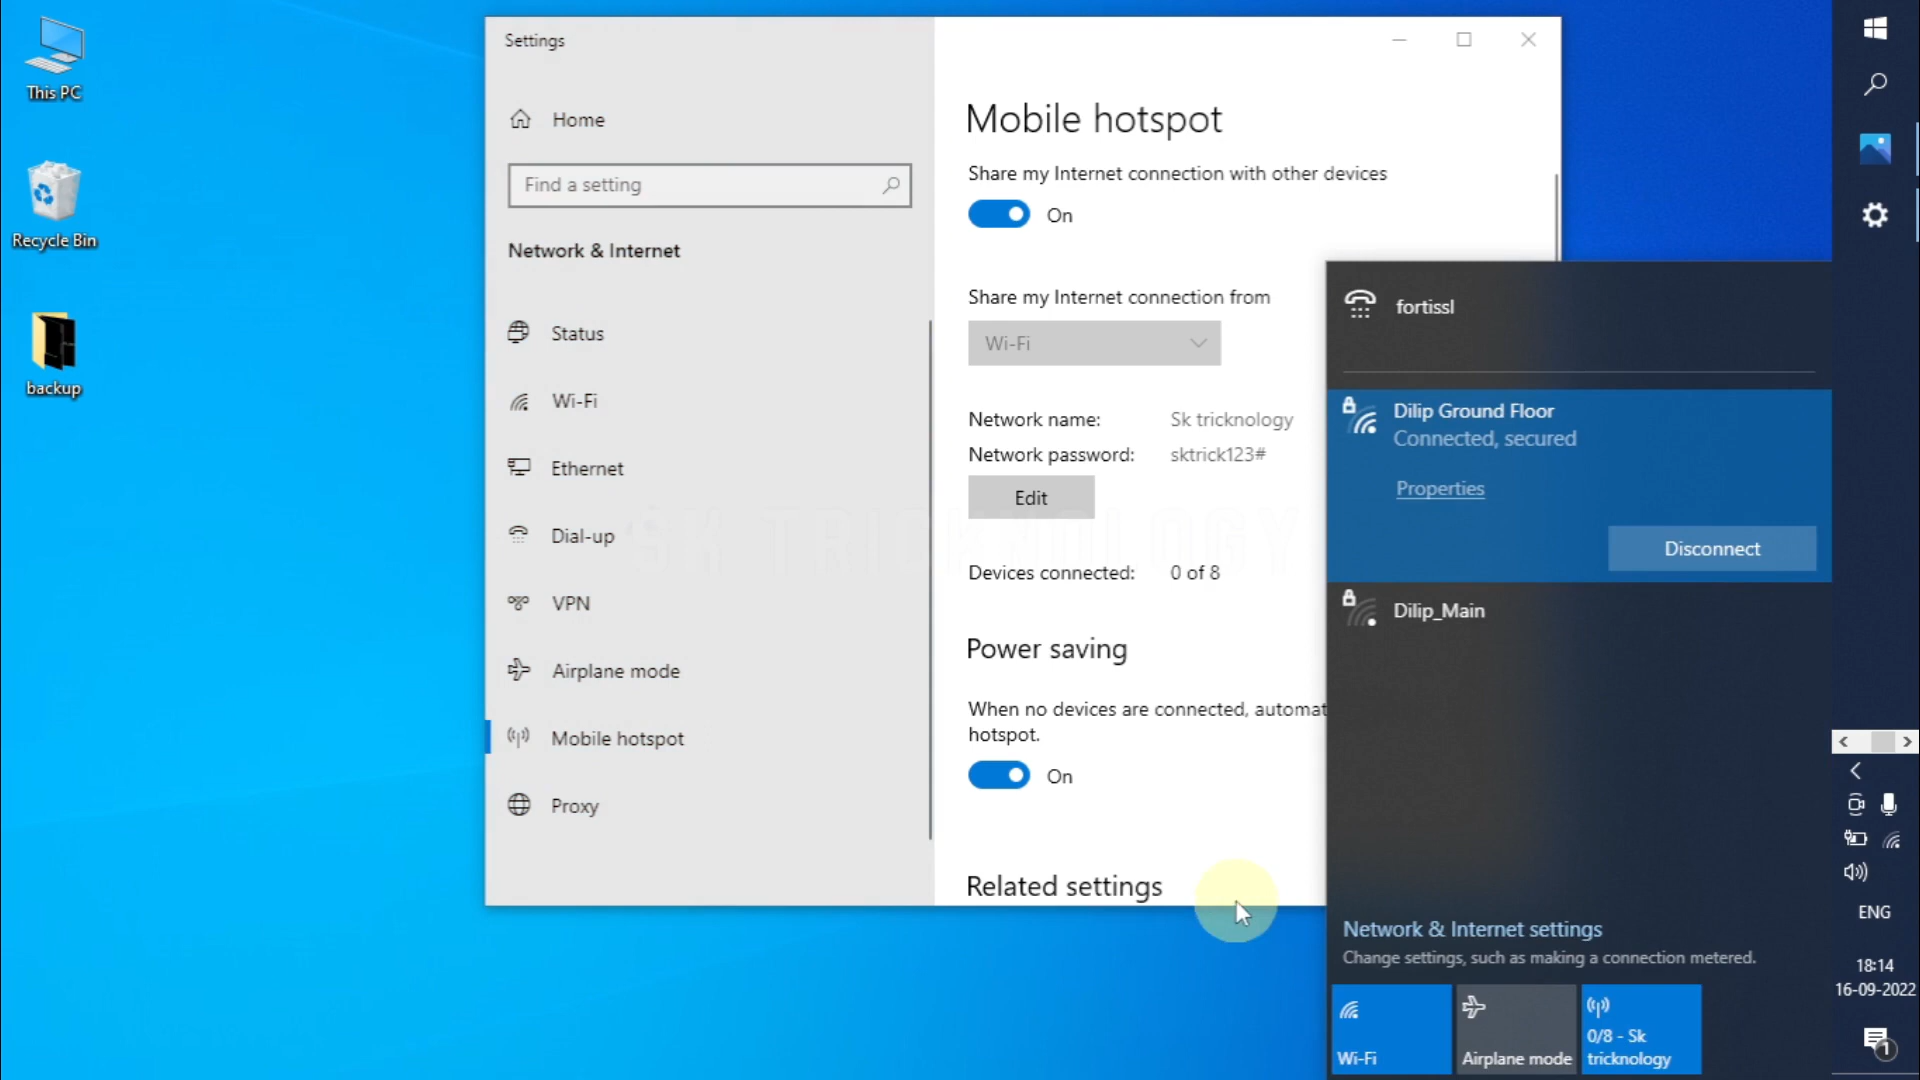 This PC
Recycle Bin
backup
Settings
Home
Find a setting
Network & Internet
Status
Wi-Fi
Ethernet
Dial-up
VPN
Airplane mode
Mobile hotspot
Proxy
Mobile hotspot
Share my Internet connection with other devices
On
Share my Internet connection from
Wi-Fi
Network name: Sk tricknology
Network password: sktrick123#
Edit
SK TRICKNOLOGY
Devices connected: 0 of 8
Power saving
When no devices are connected, automat
hotspot.
On
Related settings
fortissl
Dilip Ground Floor
Connected, secured
Properties
Disconnect
Dilip_Main
Network & Internet settings
Change settings, such as making a connection metered.
Wi-Fi
Airplane mode
0/8 - Sk
tricknology
ENG
18:14
16-09-2022
1